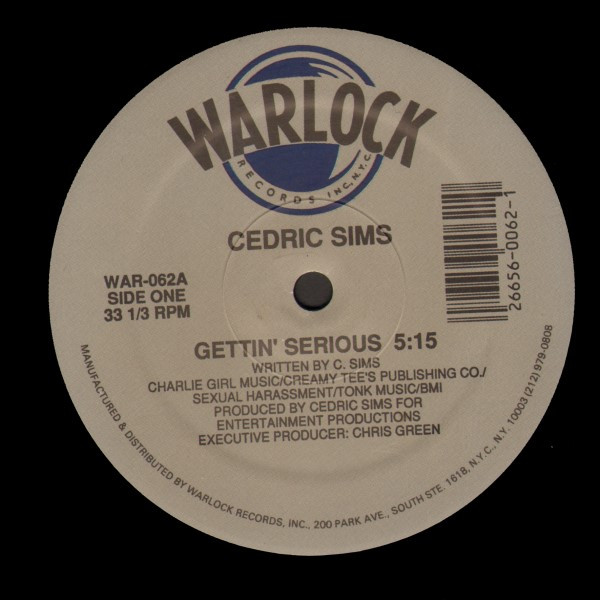 WARLOCK
RECORDS INC, N.Y.C.
CEDRIC SIMS
WAR-062A
SIDE ONE
33 1/3 RPM
26656-0062-1
GETTIN' SERIOUS 5:15
WRITTEN BY C. SIMS
CHARLIE GIRL MUSIC/CREAMY TEE'S PUBLISHING CO./
SEXUAL HARASSMENT/TONK MUSIC/BMI
PRODUCED BY CEDRIC SIMS FOR
ENTERTAINMENT PRODUCTIONS
EXECUTIVE PRODUCER: CHRIS GREEN
MANUFACTURED & DISTRIBUTED BY WARLOCK RECORDS, INC., 200 PARK AVE., SOUTH STE. 1618, N.Y.C., N.Y. 10003 (212) 979-0808